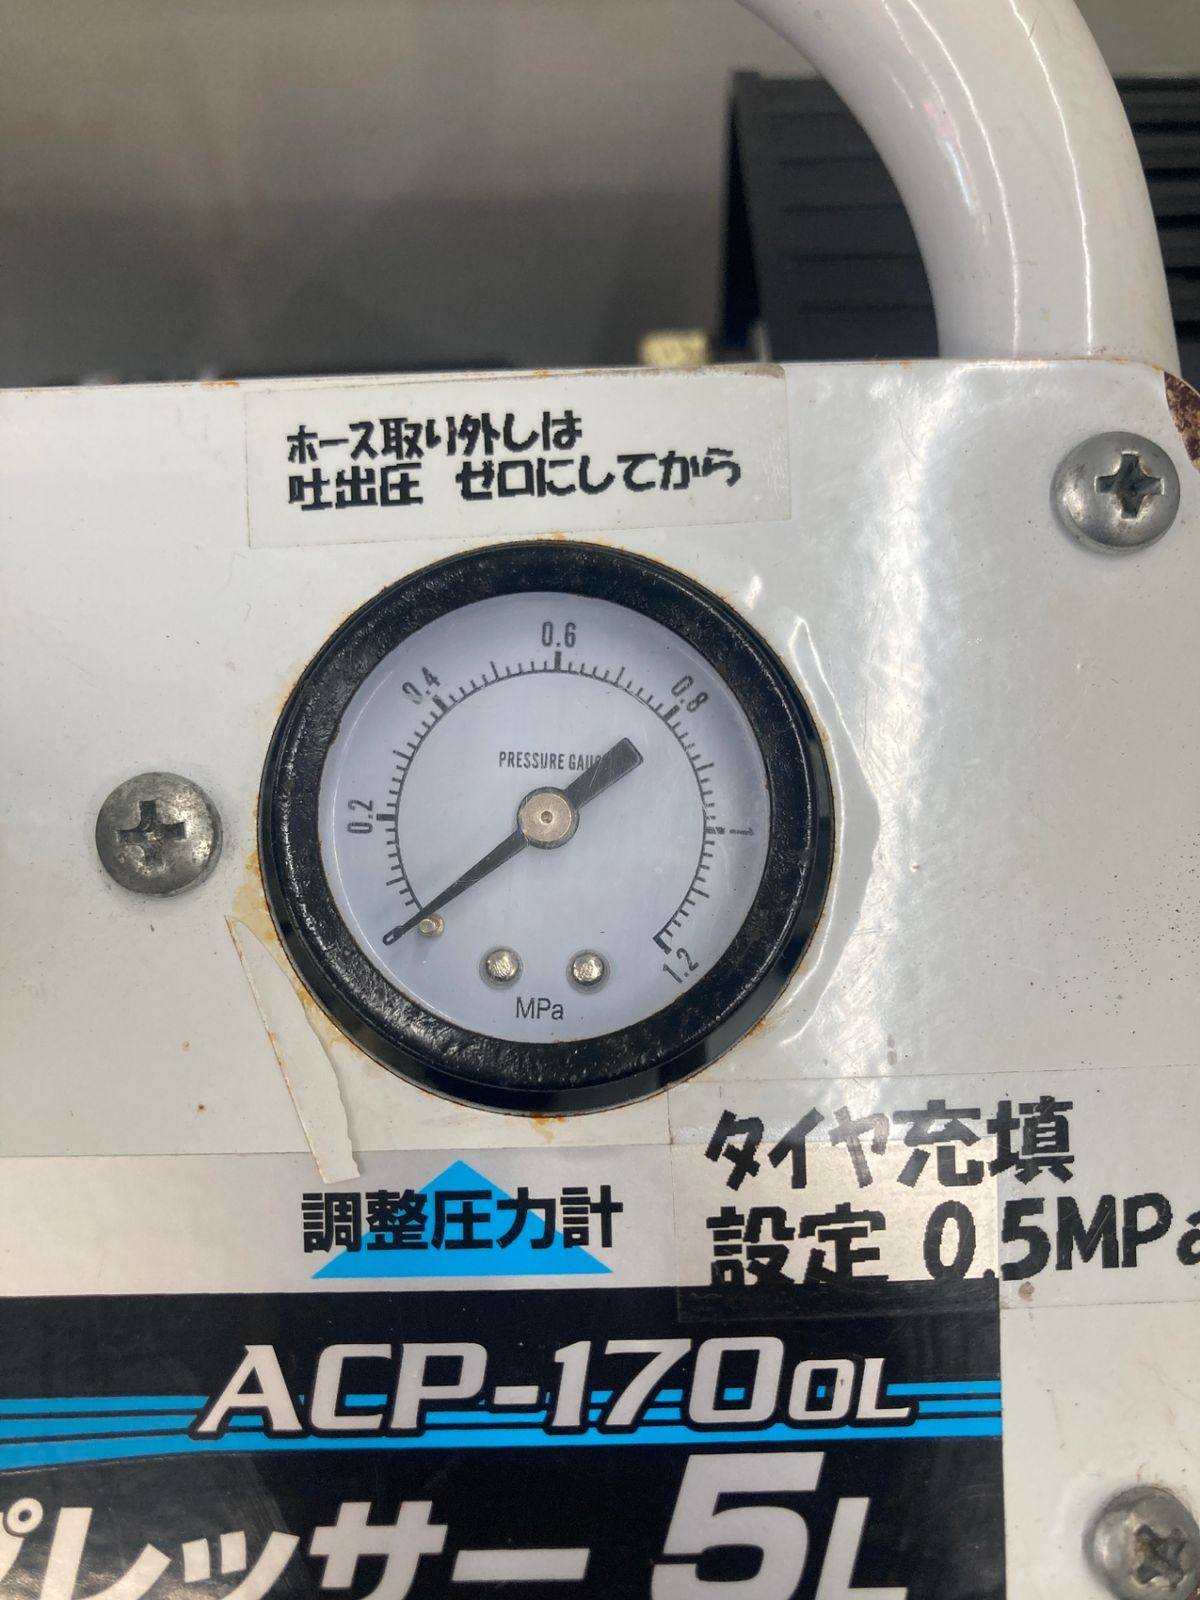 ホース取り外しは
吐出圧 ゼロにしてから
0.6
0.4
0.8
0.2
PRESSURE
1.2
MPa
タイヤ充填
設定 0.5MPa
調整圧力計
ACP-170OL
プレッサー 5L